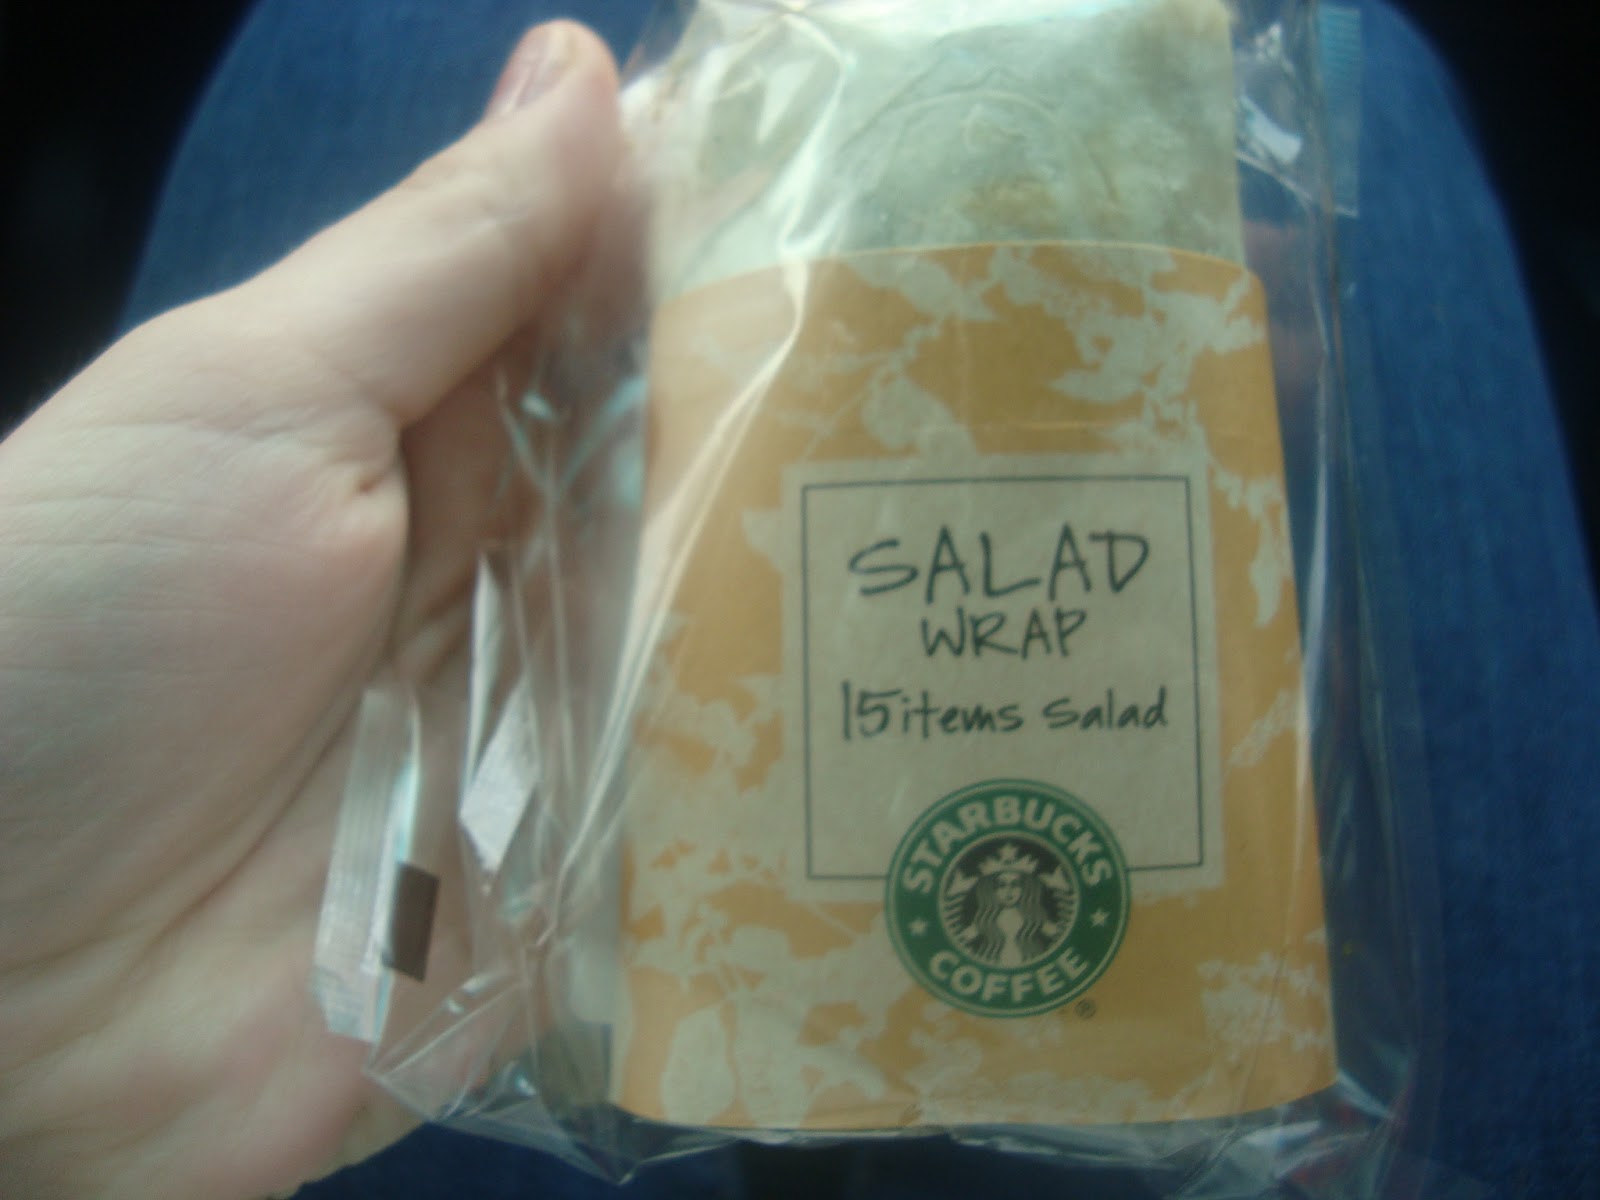 SALAD
WRAP
15 items Salad
STARBUCKS
COFFEE
®